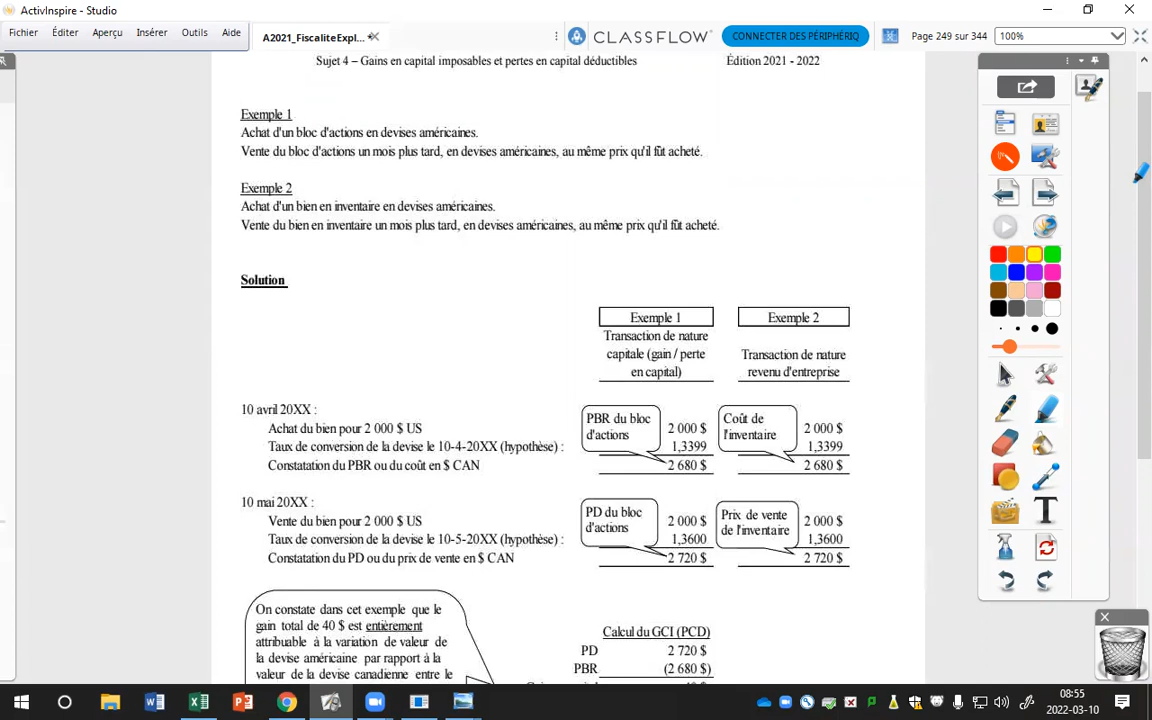 ActivInspire - Studio
Fichier Éditer Aperçu Insérer Outils Aide
A2021_FiscaliteExpl...
CLASSFLOW
CONNECTER DES PÉRIPHÉRIQ
Page 249 sur 344
100%
Sujet 4 – Gains en capital imposables et pertes en capital déductibles
Édition 2021 - 2022
Exemple 1
Achat d'un bloc d'actions en devises américaines.
Vente du bloc d'actions un mois plus tard, en devises américaines, au même prix qu'il fût acheté.
Exemple 2
Achat d'un bien en inventaire en devises américaines.
Vente du bien en inventaire un mois plus tard, en devises américaines, au même prix qu'il fût acheté.
Solution
Exemple 1 Exemple 2
Transaction de nature
capitale (gain / perte
en capital)
Transaction de nature
revenu d'entreprise
10 avril 20XX :
PBR du bloc
d'actions
Coût de
l'inventaire
Achat du bien pour 2 000 $ US 2 000 $ 2 000 $
Taux de conversion de la devise le 10-4-20XX (hypothèse) : 1,3399 1,3399
Constatation du PBR ou du coût en $ CAN 2 680 $ 2 680 $
10 mai 20XX :
PD du bloc
d'actions
Prix de vente
de l'inventaire
Vente du bien pour 2 000 $ US 2 000 $ 2 000 $
Taux de conversion de la devise le 10-5-20XX (hypothèse) : 1,3600 1,3600
Constatation du PD ou du prix de vente en $ CAN 2 720 $ 2 720 $
On constate dans cet exemple que le
gain total de 40 $ est entièrement
attribuable à la variation de valeur de
la devise américaine par rapport à la
valeur de la devise canadienne entre le
Calcul du GCI (PCD)
PD 2 720 $
PBR (2 680 $)
08:55
2022-03-10